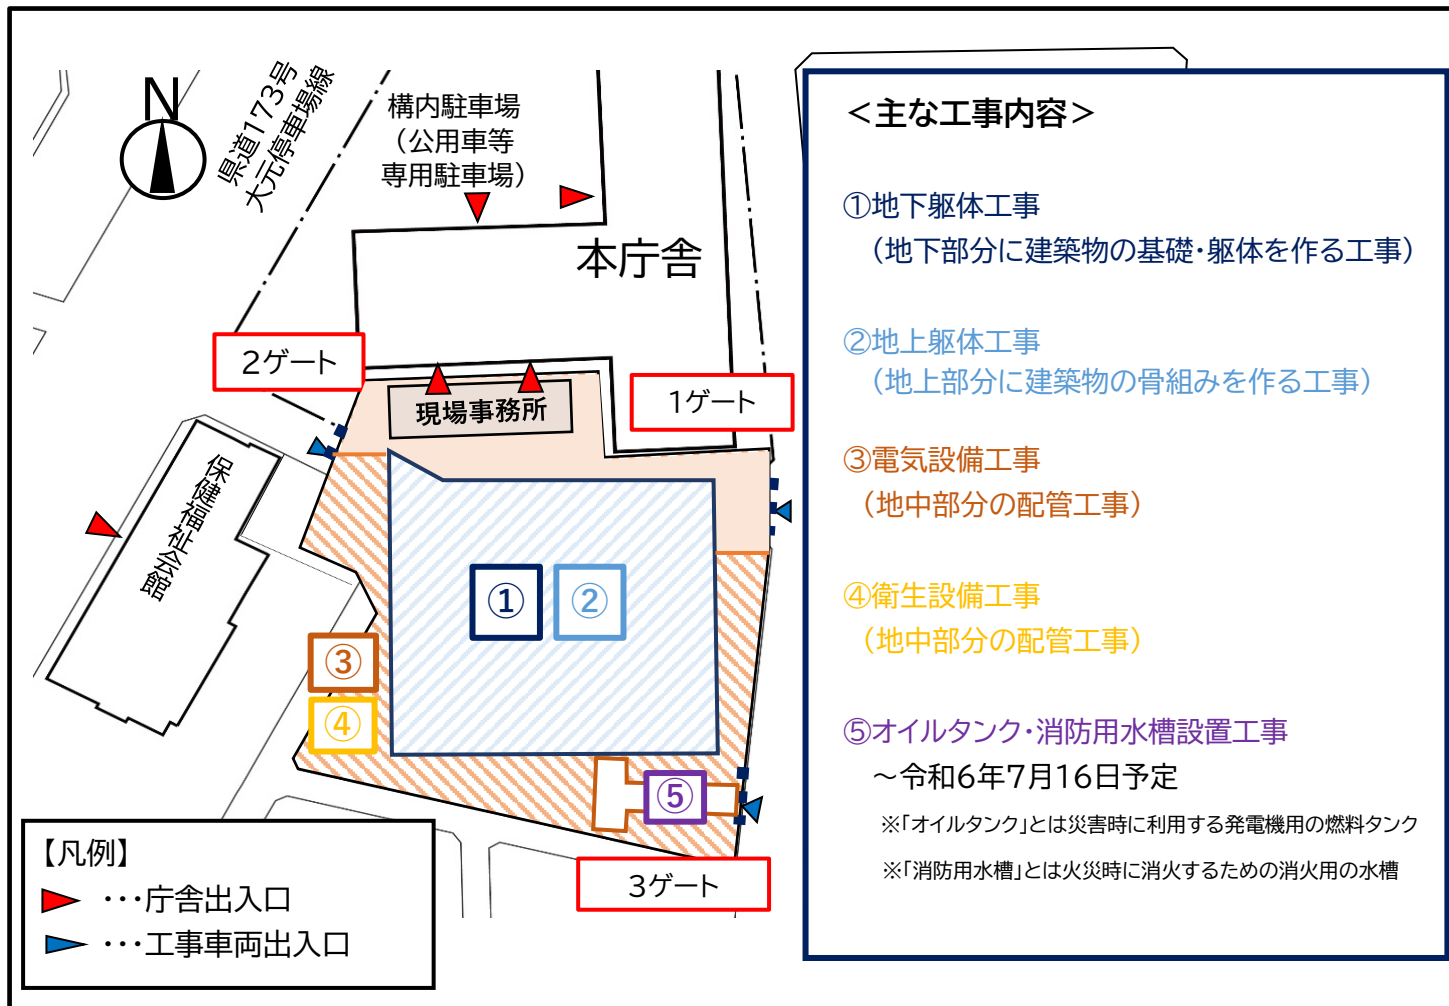 N
県道173号
大元停車場線
構内駐車場
（公用車等
専用駐車場）
本庁舎
2ゲート
1ゲート
現場事務所
保健福祉会館
①
②
③
④
⑤
3ゲート
【凡例】
・・・庁舎出入口
・・・工事車両出入口
＜主な工事内容＞
①地下躯体工事
（地下部分に建築物の基礎・躯体を作る工事）
②地上躯体工事
（地上部分に建築物の骨組みを作る工事）
③電気設備工事
（地中部分の配管工事）
④衛生設備工事
（地中部分の配管工事）
⑤オイルタンク・消防用水槽設置工事
～令和6年7月16日予定
※「オイルタンク」とは災害時に利用する発電機用の燃料タンク
※「消防用水槽」とは火災時に消火するための消火用の水槽